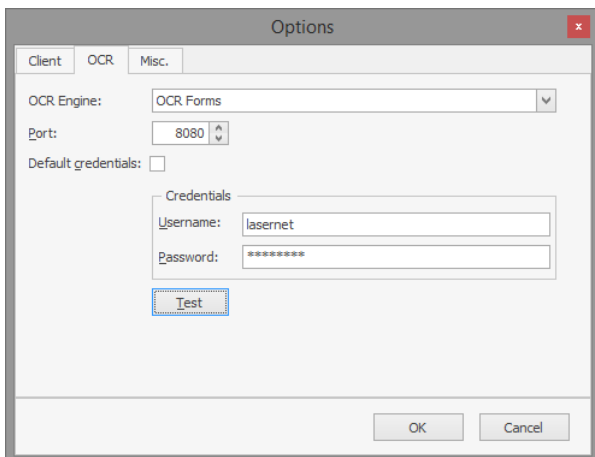 Options
x
Client OCR Misc.
OCR Engine: OCR Forms
Port: 8080
Default credentials:
Credentials
Username: lasernet
Password: ********
Test
OK Cancel